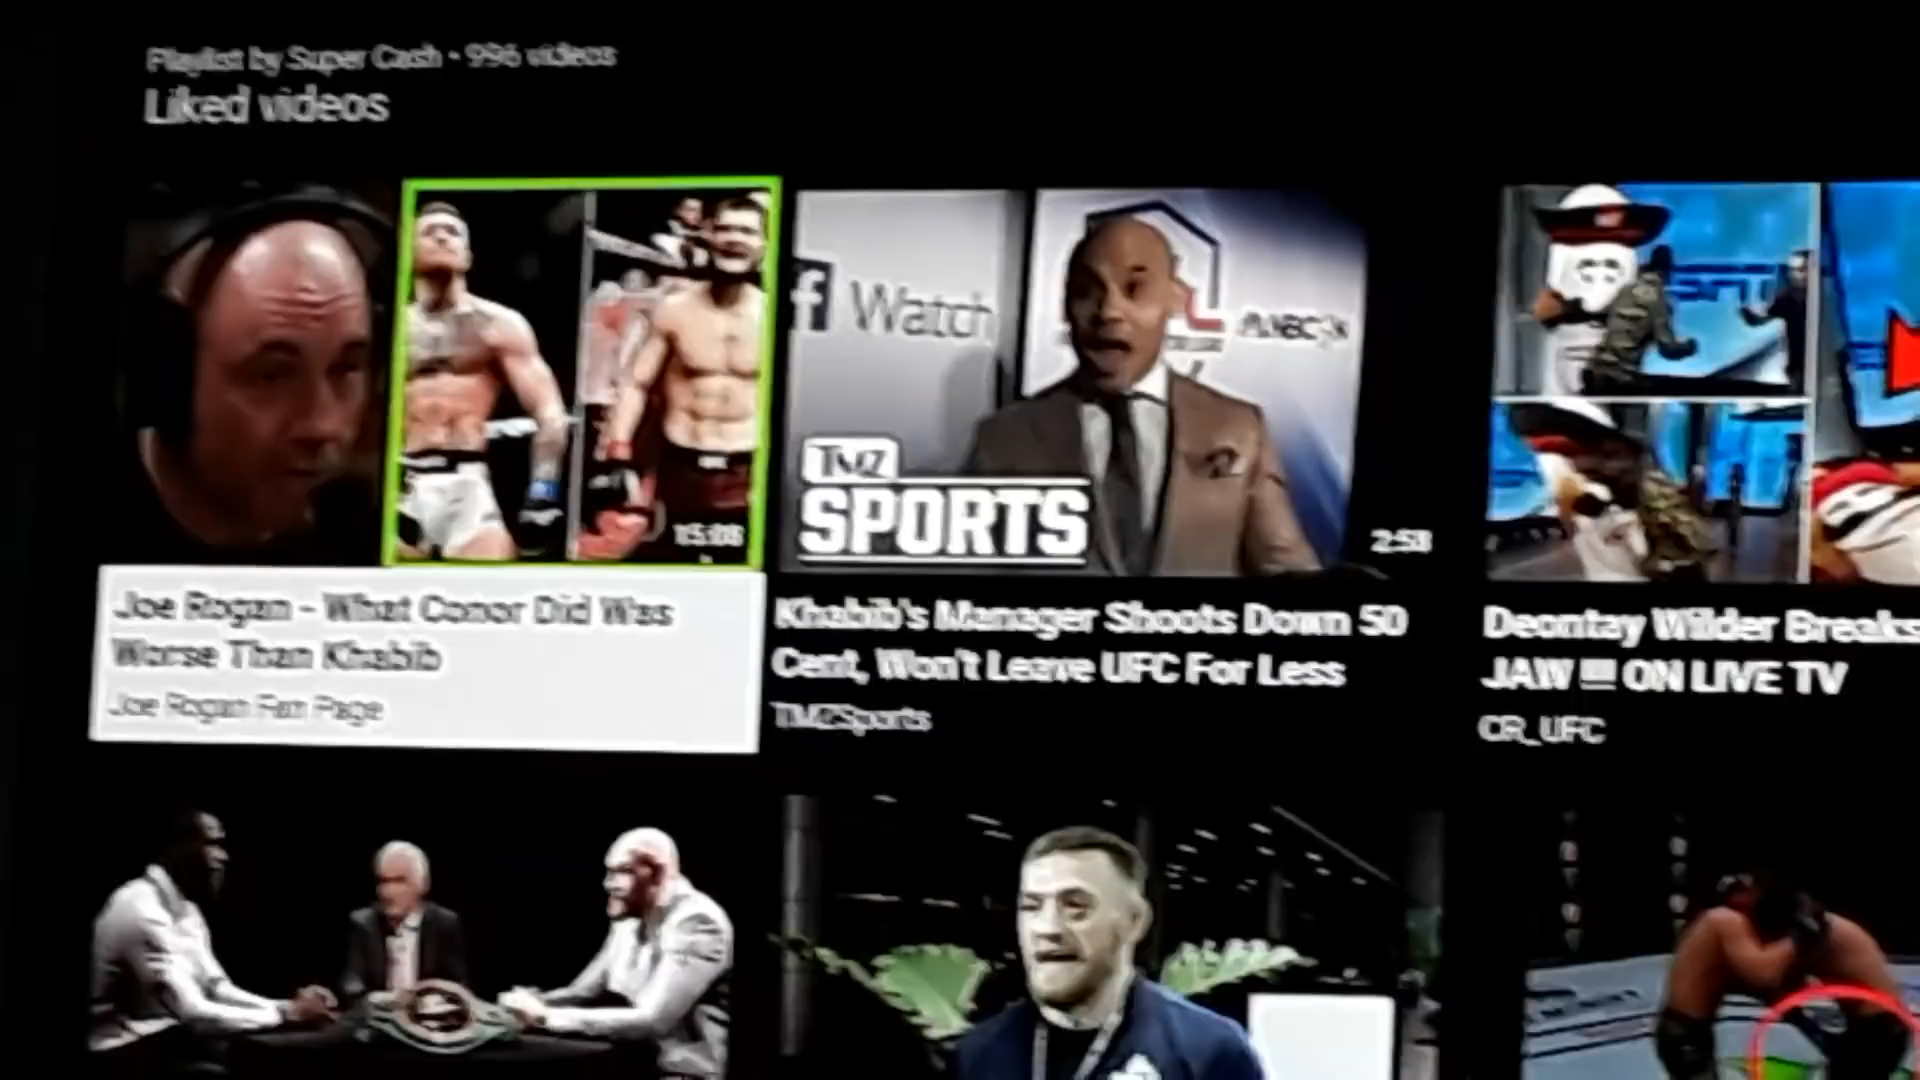 Playlist by Super Cash • 996 videos
Liked videos
f Watch
TMZ
SPORTS
15:08
2:58
Joe Rogan - What Conor Did Was
Worse Than Khabib
Joe Rogan Fan Page
Khabib's Manager Shoots Down 50
Cent, Won't Leave UFC For Less
TMZSports
Deontay Wilder Breaks
JAW !!! ON LIVE TV
CR_UFC